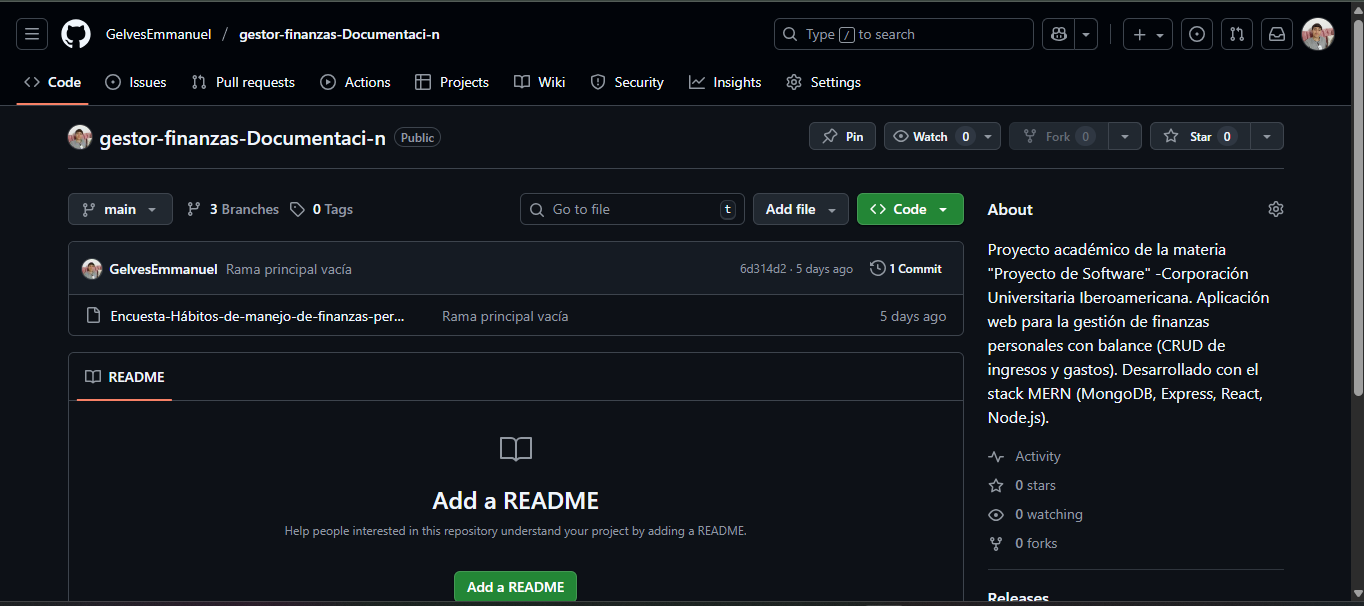 GelvesEmmanuel / gestor-finanzas-Documentaci-n
Type / to search
Code Issues Pull requests Actions Projects Wiki Security Insights Settings
gestor-finanzas-Documentaci-n Public
Pin Watch 0 Fork 0 Star 0
main 3 Branches 0 Tags Go to file t Add file Code
GelvesEmmanuel Rama principal vacía 6d314d2 · 5 days ago 1 Commit
Encuesta-Hábitos-de-manejo-de-finanzas-per... Rama principal vacía 5 days ago
README
Add a README
Help people interested in this repository understand your project by adding a README.
Add a README
About
Proyecto académico de la materia
"Proyecto de Software" -Corporación
Universitaria Iberoamericana. Aplicación
web para la gestión de finanzas
personales con balance (CRUD de
ingresos y gastos). Desarrollado con el
stack MERN (MongoDB, Express, React,
Node.js).
Activity
0 stars
0 watching
0 forks
Releases